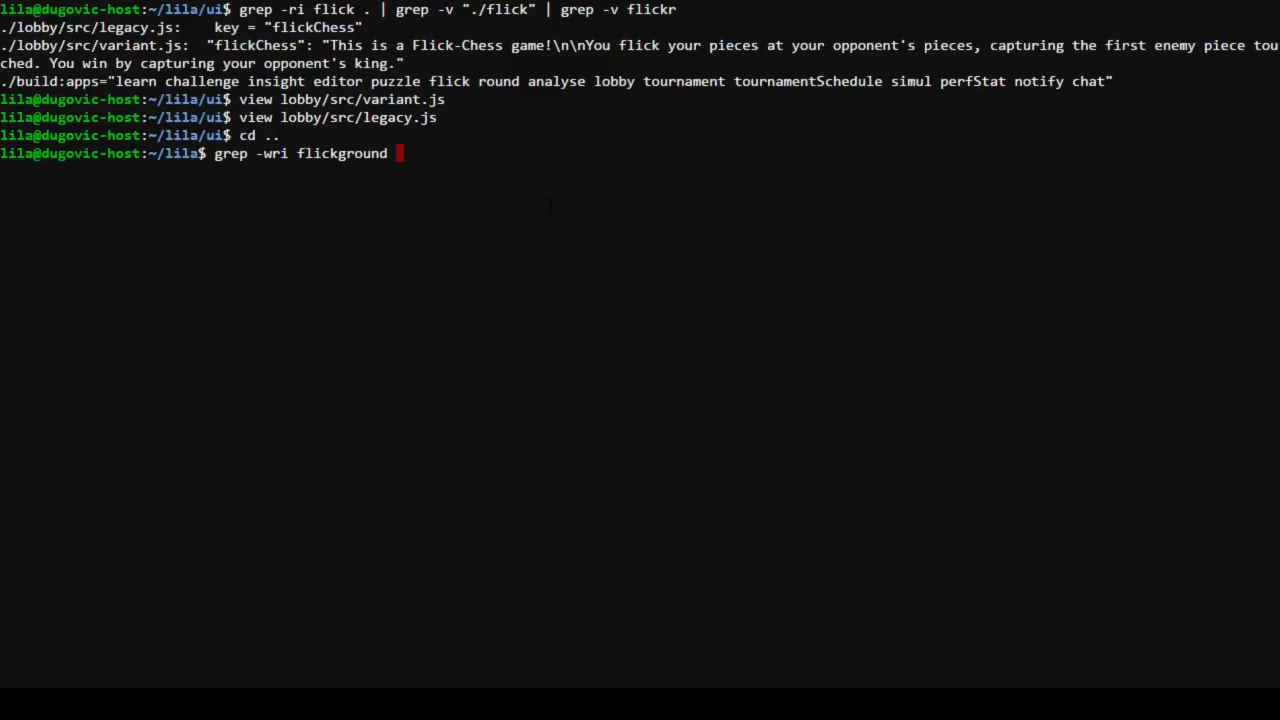 lila@dugovic-host:~/lila/ui$ grep -ri flick . | grep -v "./flick" | grep -v flickr
./lobby/src/legacy.js:    key = "flickChess"
./lobby/src/variant.js:  "flickChess": "This is a Flick-Chess game!\n\nYou flick your pieces at your opponent's pieces, capturing the first enemy piece tou
ched. You win by capturing your opponent's king."
./build:apps="learn challenge insight editor puzzle flick round analyse lobby tournament tournamentSchedule simul perfStat notify chat"
lila@dugovic-host:~/lila/ui$ view lobby/src/variant.js
lila@dugovic-host:~/lila/ui$ view lobby/src/legacy.js
lila@dugovic-host:~/lila/ui$ cd ..
lila@dugovic-host:~/lila$ grep -wri flickground